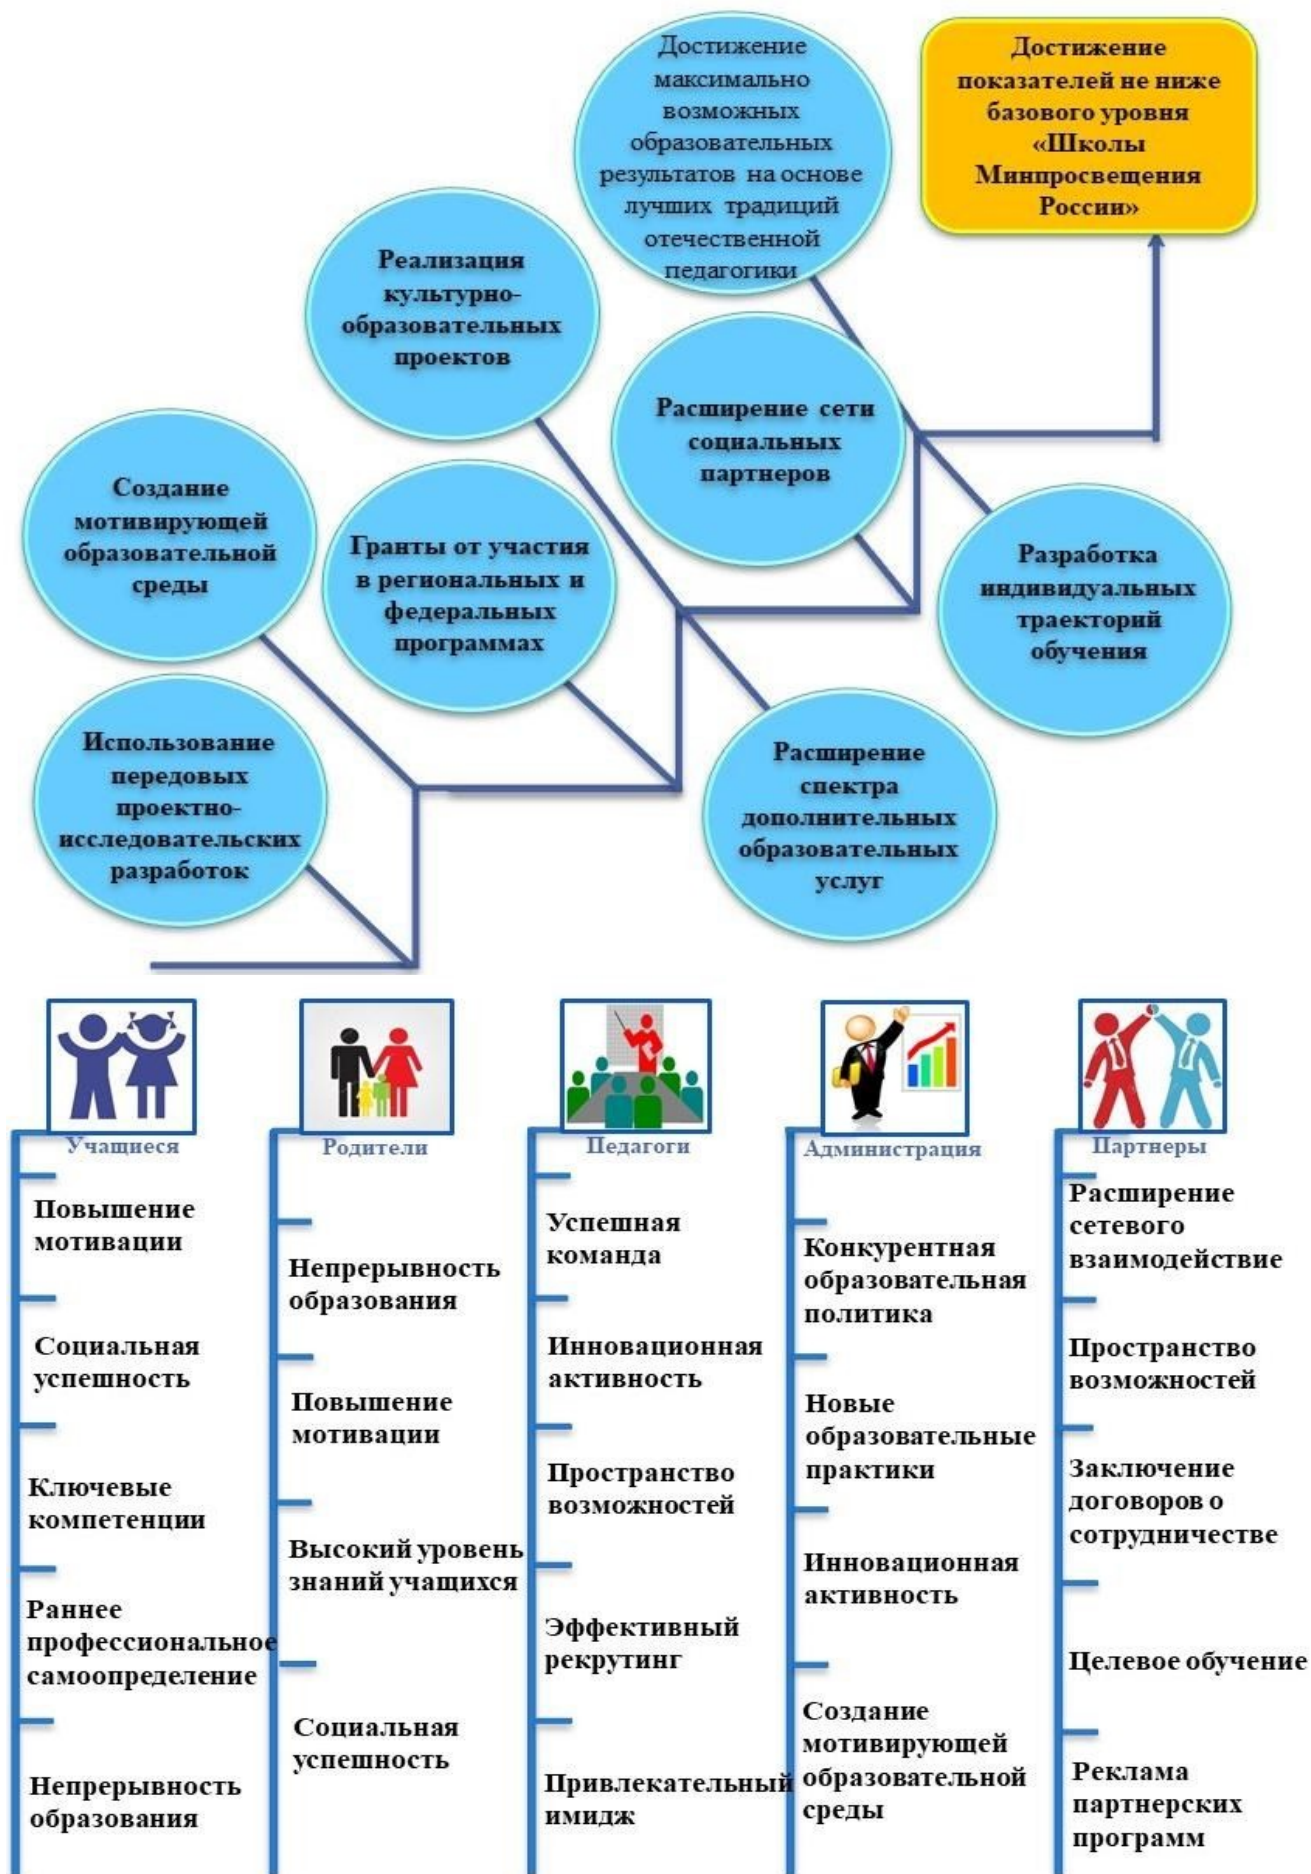 Достижение
максимально
возможных
образовательных
результатов на основе
лучших традиций
отечественной
педагогики
Достижение
показателей не ниже
базового уровня
«Школы
Минпросвещения
России»
Реализация
культурно-
образовательных
проектов
Расширение сети
социальных
партнеров
Создание
мотивирующей
образовательной
среды
Гранты от участия
в региональных и
федеральных
программах
Разработка
индивидуальных
траекторий
обучения
Использование
передовых
проектно-
исследовательских
разработок
Расширение
спектра
дополнительных
образовательных
услуг
Учащиеся
Повышение
мотивации
Социальная
успешность
Ключевые
компетенции
Раннее
профессиональное
самоопределение
Непрерывность
образования
Родители
Непрерывность
образования
Повышение
мотивации
Высокий уровень
знаний учащихся
Социальная
успешность
Педагоги
Успешная
команда
Инновационная
активность
Пространство
возможностей
Эффективный
рекрутинг
Привлекательный
имидж
Администрация
Конкурентная
образовательная
политика
Новые
образовательные
практики
Инновационная
активность
Создание
мотивирующей
образовательной
среды
Партнеры
Расширение
сетевого
взаимодействие
Пространство
возможностей
Заключение
договоров о
сотрудничестве
Целевое обучение
Реклама
партнерских
программ